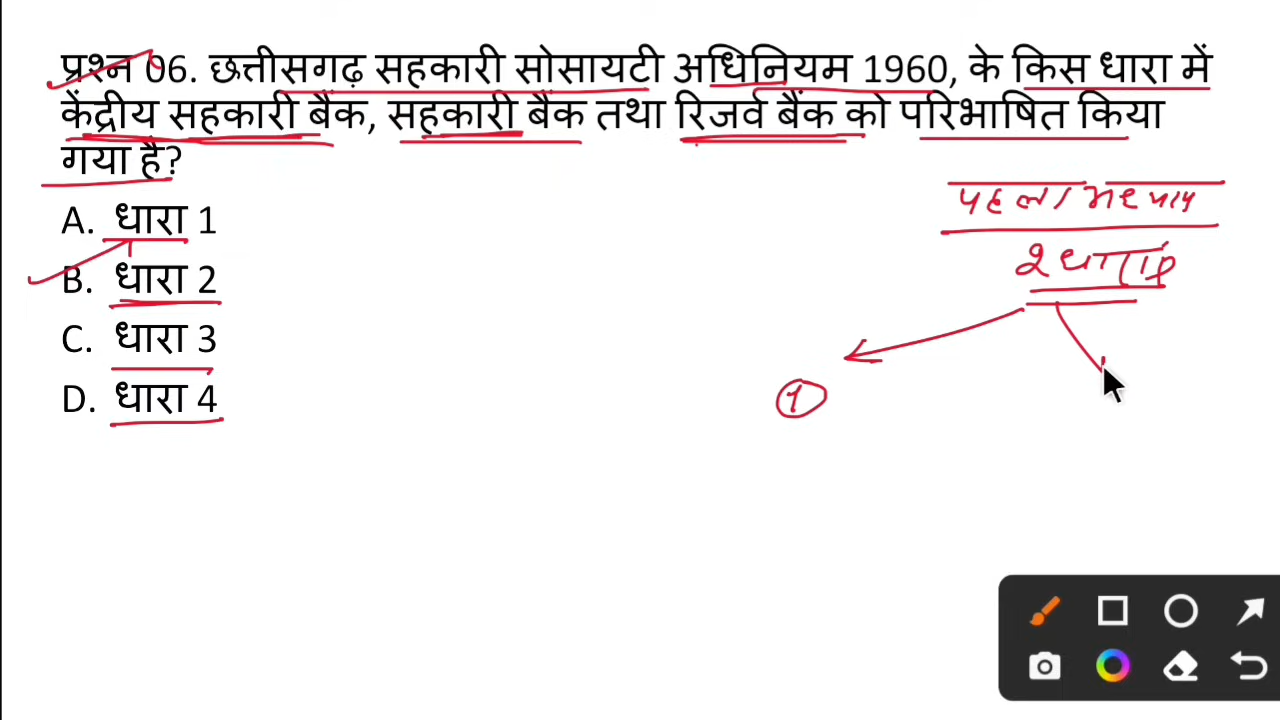 प्रश्न 06. छत्तीसगढ़ सहकारी सोसायटी अधिनियम 1960, के किस धारा में
केंद्रीय सहकारी बैंक, सहकारी बैंक तथा रिजर्व बैंक को परिभाषित किया
गया है?
A. धारा 1
B. धारा 2
C. धारा 3
D. धारा 4
पहला
2 धाराए
1